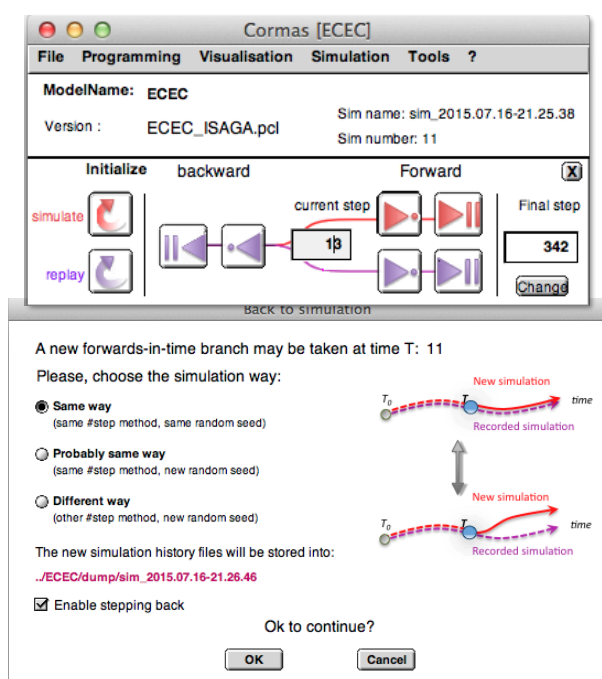 Cormas [ECEC]
File Programming Visualisation Simulation Tools ?
ModelName: ECEC
Version : ECEC_ISAGA.pcl
Sim name: sim_2015.07.16-21.25.38
Sim number: 11
Initialize backward Forward X
simulate current step Final step
13 342
replay Change
Back to simulation
A new forwards-in-time branch may be taken at time T: 11
Please, choose the simulation way:
Same way
(same #step method, same random seed)
Probably same way
(same #step method, new random seed)
Different way
(other #step method, new random seed)
New simulation
T0 T time
Recorded simulation
New simulation
T0 T time
Recorded simulation
The new simulation history files will be stored into:
../ECEC/dump/sim_2015.07.16-21.26.46
Enable stepping back
Ok to continue?
OK Cancel